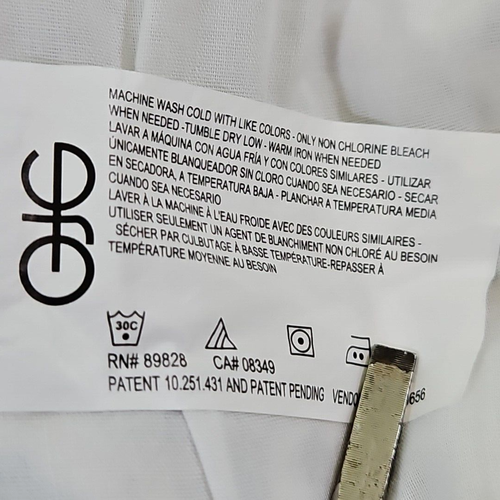 MACHINE WASH COLD WITH LIKE COLORS - ONLY NON CHLORINE BLEACH
WHEN NEEDED -TUMBLE DRY LOW - WARM IRON WHEN NEEDED
LAVAR A MÁQUINA CON AGUA FRÍA Y CON COLORES SIMILARES - UTILIZAR
ÚNICAMENTE BLANQUEADOR SIN CLORO CUANDO SEA NECESARIO - SECAR
EN SECADORA, A TEMPERATURA BAJA - PLANCHAR A TEMPERATURA MEDIA
CUANDO SEA NECESARIO
LAVER À LA MACHINE À L'EAU FROIDE AVEC DES COULEURS SIMILAIRES -
UTILISER SEULEMENT UN AGENT DE BLANCHIMENT NON CHLORÉ AU BESOIN
- SÉCHER PAR CULBUTAGE À BASSE TEMPÉRATURE-REPASSER À
TEMPÉRATURE MOYENNE AU BESOIN
30C
RN# 89828 CA# 08349
PATENT 10.251.431 AND PATENT PENDING 656